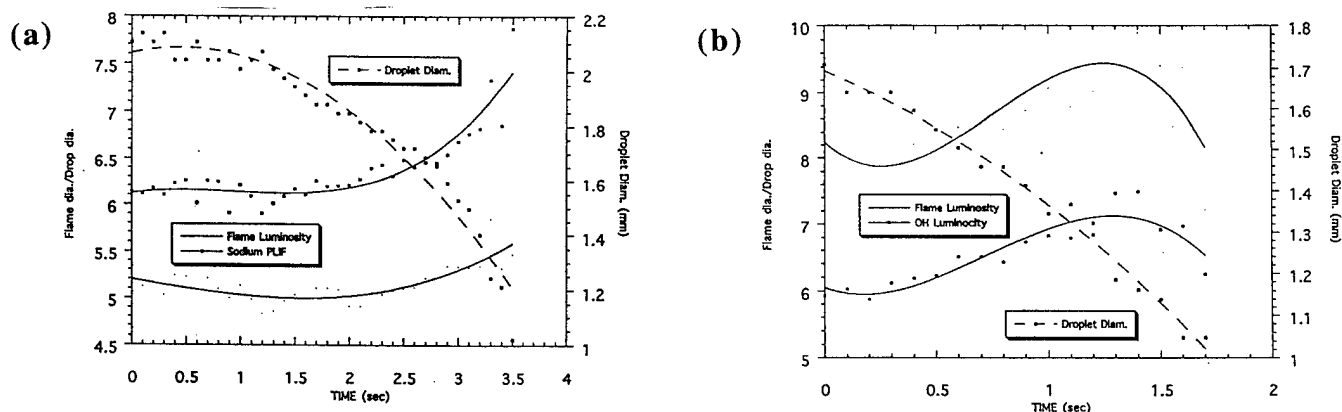 (a)
8
7.5
7
6.5
6
5.5
5
4.5
Flame dia./Drop dia.
2.2
2
1.8
1.6
1.4
1.2
1
Droplet Diam. (mm)
Droplet Diam.
Flame Luminosity
Sodium PLIF
0 0.5 1 1.5 2 2.5 3 3.5 4
TIME (sec)
(b)
10
9
8
7
6
5
Flame dia./Drop dia.
1.8
1.7
1.6
1.5
1.4
1.3
1.2
1.1
1
Droplet Diam. (mm)
Flame Luminosity
OH Luminocity
Droplet Diam.
0 0.5 1 1.5 2
TIME (sec)